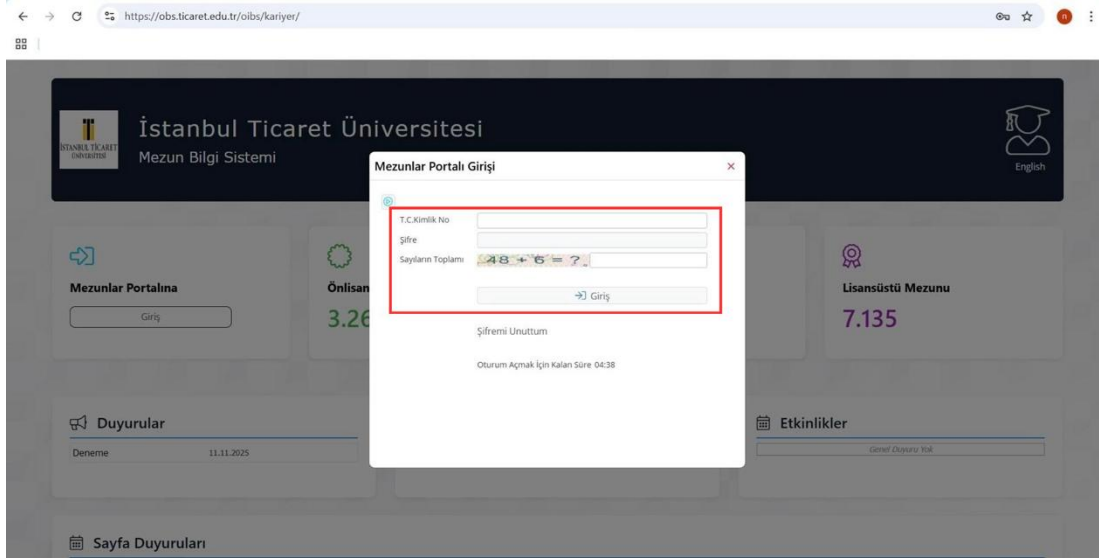 https://obs.ticaret.edu.tr/oibs/kariyer/
n
İSTANBUL TİCARET
ÜNİVERSİTESİ
İstanbul Ticaret Üniversitesi
Mezun Bilgi Sistemi
English
Mezunlar Portalı Girişi
T.C.Kimlik No
Şifre
Sayıların Toplamı 48 + 6 = ?
Giriş
Şifremi Unuttum
Oturum Açmak İçin Kalan Süre 04:38
Mezunlar Portalına
Giriş
Önlisan
3.26
Lisansüstü Mezunu
7.135
Duyurular
Deneme 11.11.2025
Etkinlikler
Genel Duyuru Yok
Sayfa Duyuruları